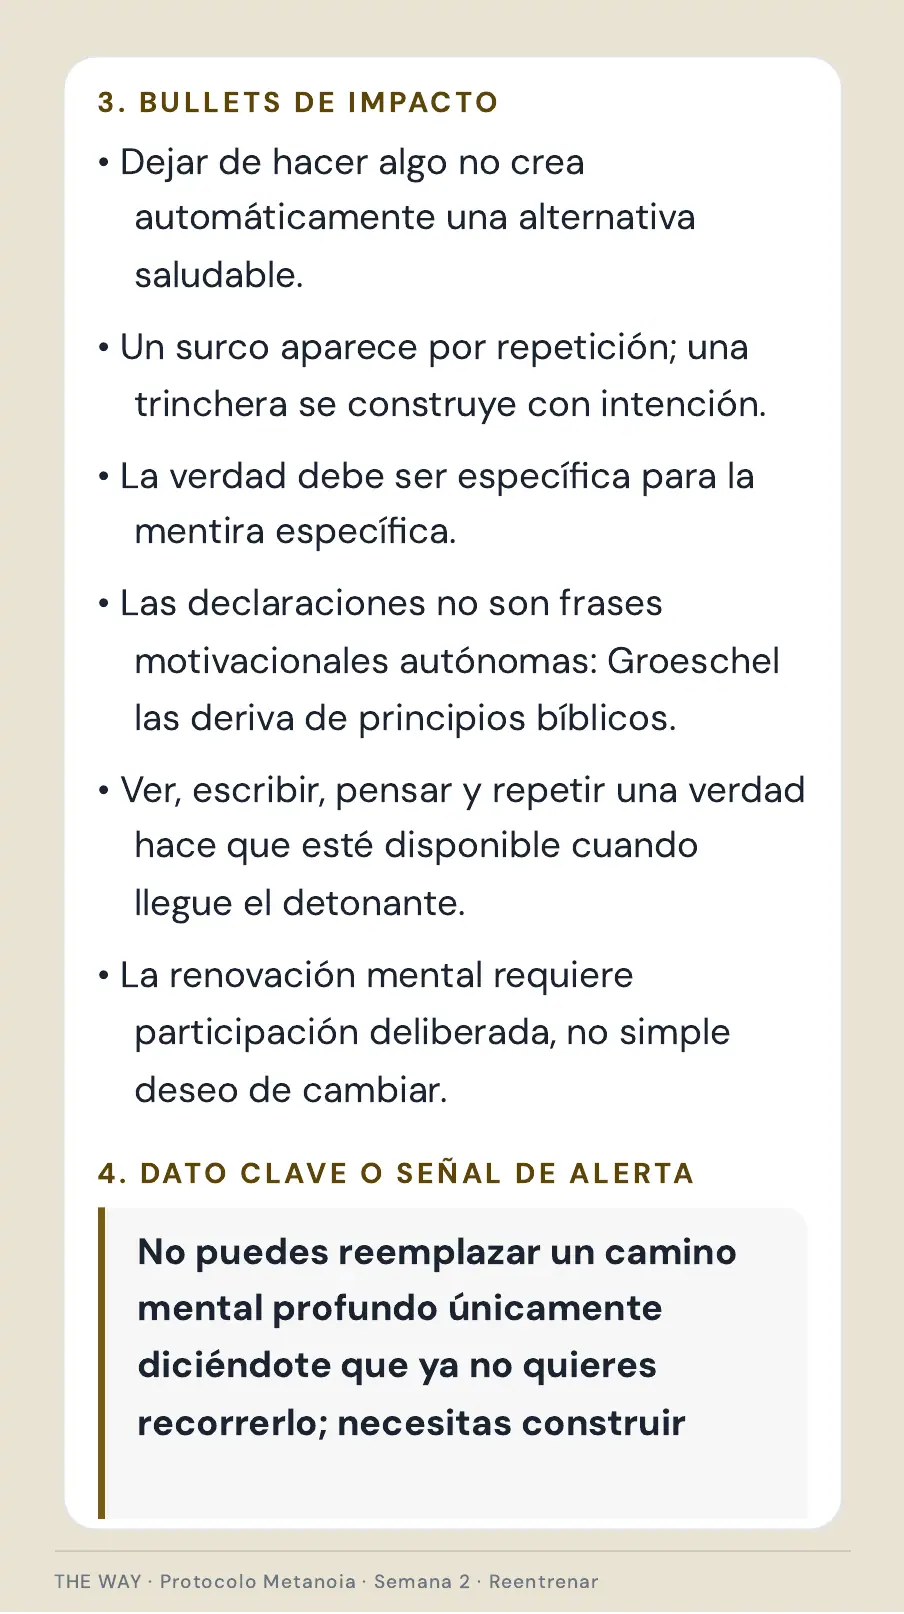 3. BULLETS DE IMPACTO
• Dejar de hacer algo no crea
automáticamente una alternativa
saludable.
• Un surco aparece por repetición; una
trinchera se construye con intención.
• La verdad debe ser específica para la
mentira específica.
• Las declaraciones no son frases
motivacionales autónomas: Groeschel
las deriva de principios bíblicos.
• Ver, escribir, pensar y repetir una verdad
hace que esté disponible cuando
llegue el detonante.
• La renovación mental requiere
participación deliberada, no simple
deseo de cambiar.
4. DATO CLAVE O SEÑAL DE ALERTA
No puedes reemplazar un camino
mental profundo únicamente
diciéndote que ya no quieres
recorrerlo; necesitas construir
THE WAY · Protocolo Metanoia · Semana 2 · Reentrenar